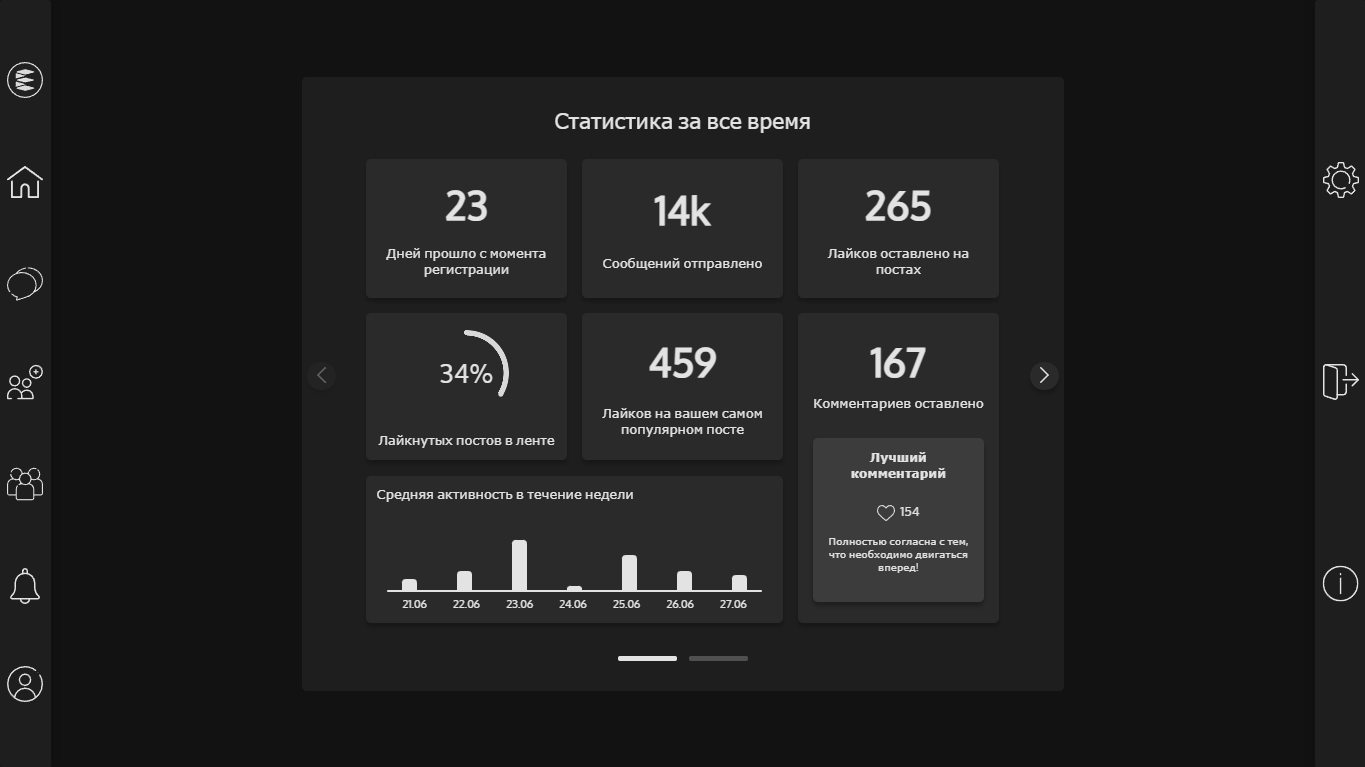 Статистика за все время
23
Дней прошло с момента
регистрации
14k
Сообщений отправлено
265
Лайков оставлено на
постах
34%
Лайкнутых постов в ленте
459
Лайков на вашем самом
популярном посте
167
Комментариев оставлено
Лучший
комментарий
154
Полностью согласна с тем,
что необходимо двигаться
вперед!
Средняя активность в течение недели
21.06 22.06 23.06 24.06 25.06 26.06 27.06